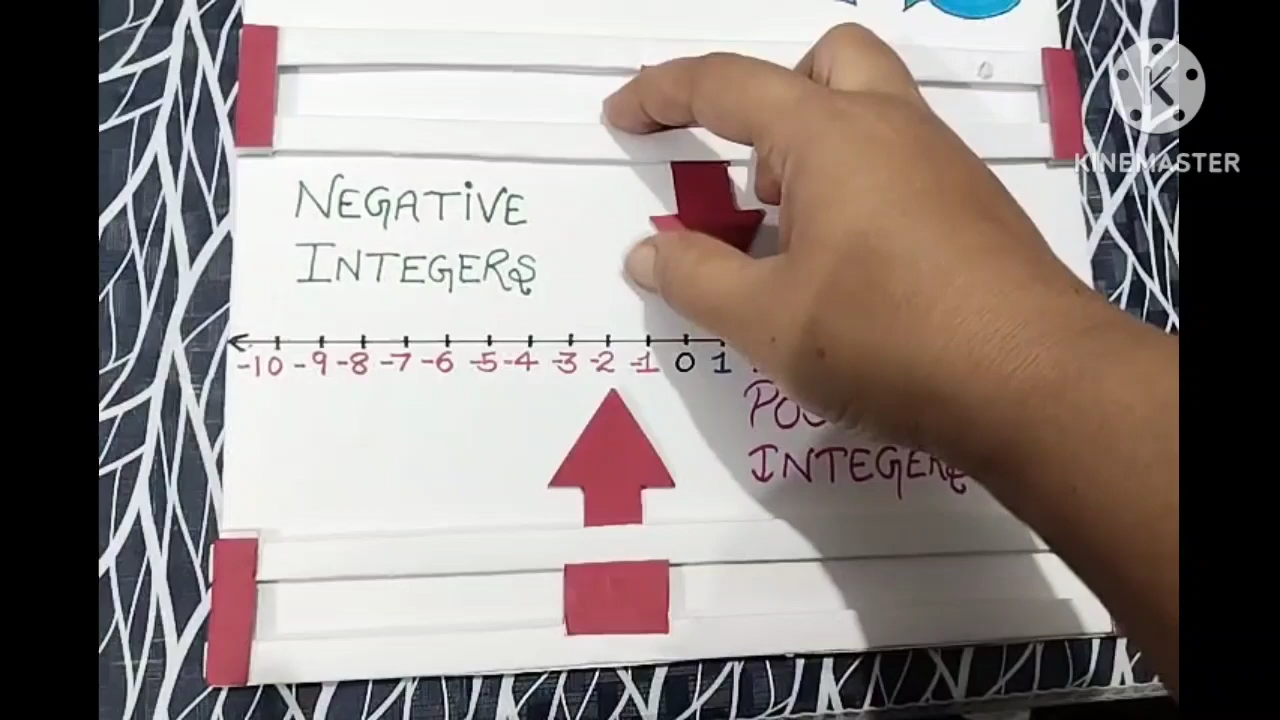 K
KINEMASTER
NEGATIVE
INTEGERS
-10 -9 -8 -7 -6 -5 -4 -3 -2 -1 0 1
INTEGERS